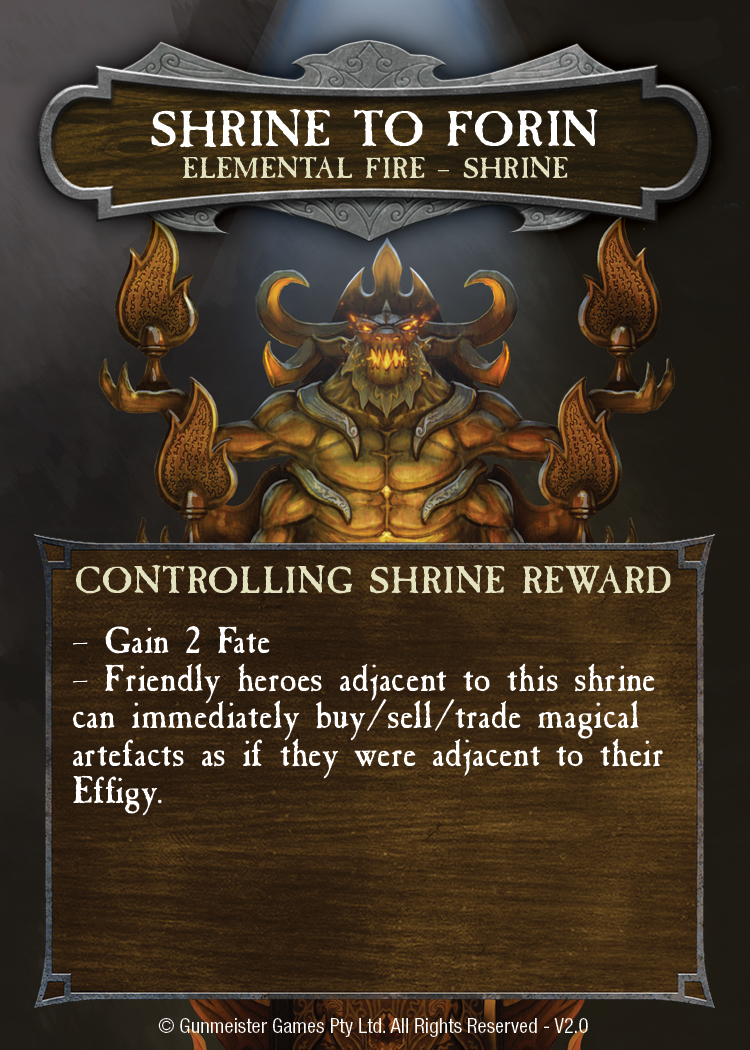 SHRINE TO FORIN
ELEMENTAL FIRE – SHRINE
CONTROLLING SHRINE REWARD
– Gain 2 Fate
– Friendly heroes adjacent to this shrine
can immediately buy/sell/trade magical
artefacts as if they were adjacent to their
Effigy.
© Gunmeister Games Pty Ltd. All Rights Reserved - V2.0